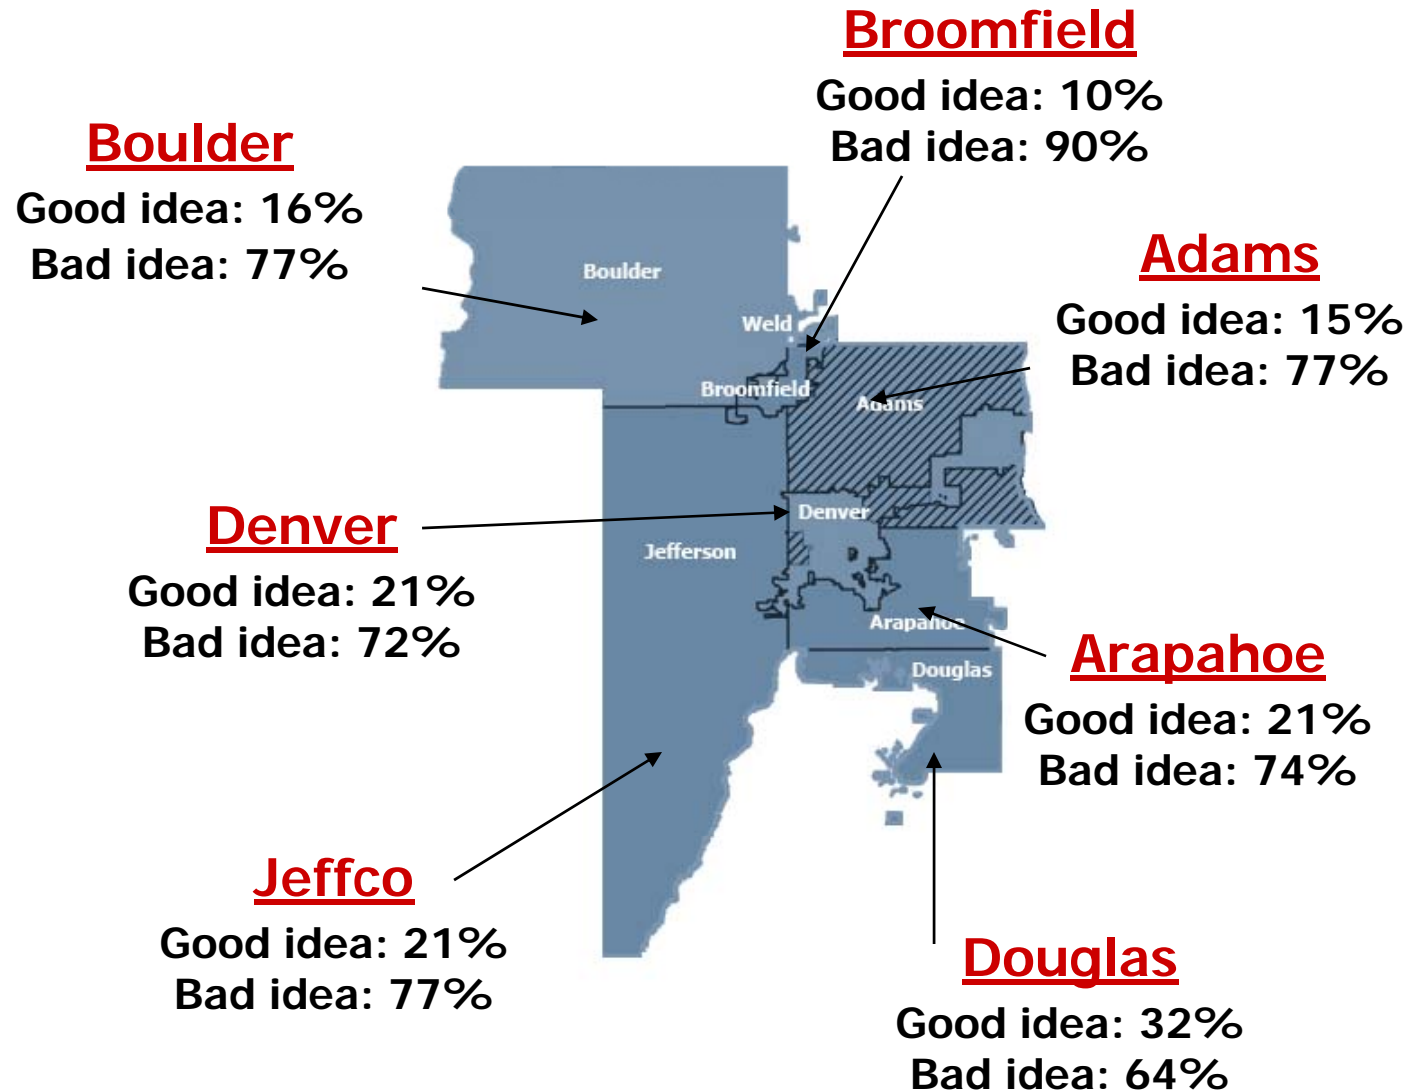 Broomfield
Good idea: 10%
Bad idea: 90%
Boulder
Good idea: 16%
Bad idea: 77%
Adams
Good idea: 15%
Bad idea: 77%
Boulder
Weld
Broomfield
Adams
Denver
Jefferson
Arapahoe
Douglas
Denver
Good idea: 21%
Bad idea: 72%
Arapahoe
Good idea: 21%
Bad idea: 74%
Jeffco
Good idea: 21%
Bad idea: 77%
Douglas
Good idea: 32%
Bad idea: 64%